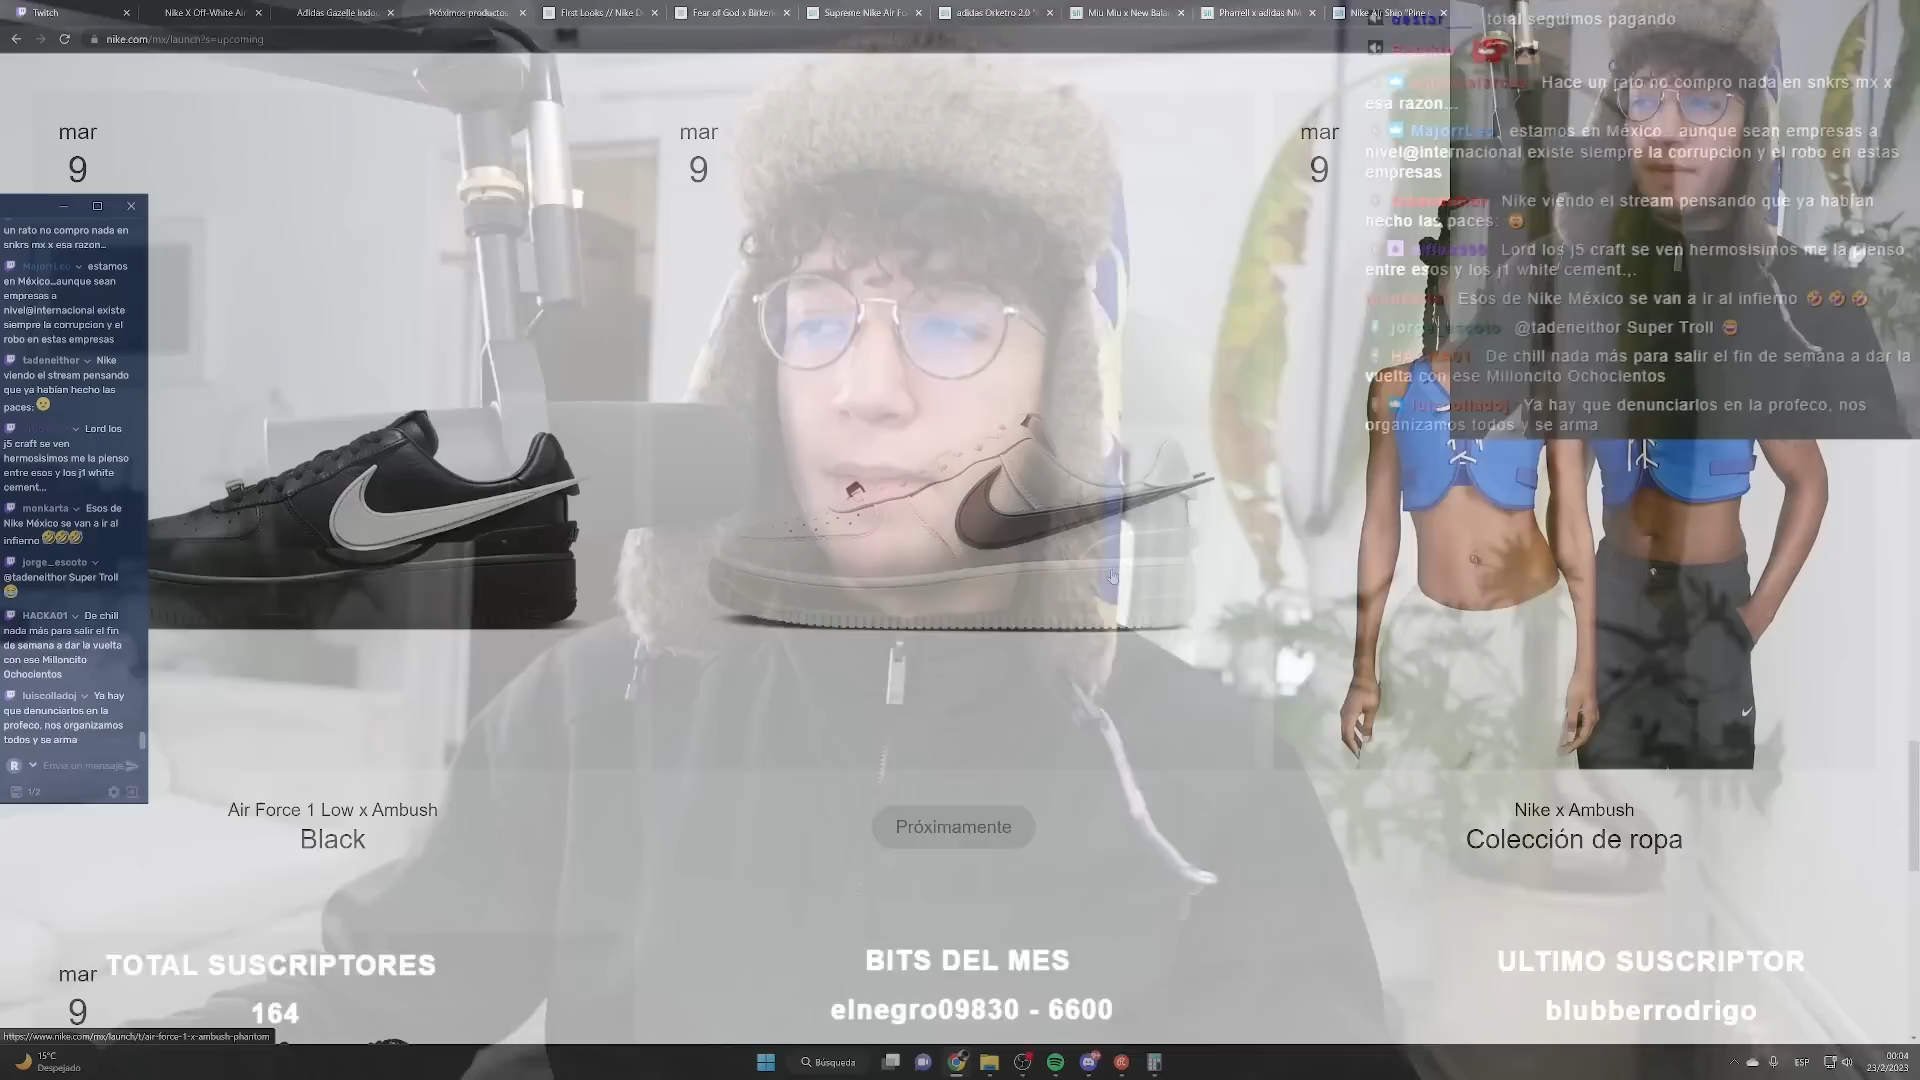 Twitch
Nike X Off-White Air
Adidas Gazelle Indoo
Próximos productos
First Looks // Nike D
Fear of God x Birken
Supreme Nike Air Fo
adidas Orketro 2.0 "
Miu Miu x New Bala
Pharrell x adidas NM
Nike Air Ship "Pine
nike.com/mx/launch?s=upcoming
total seguimos pagando
Hace un rato no compro nada en snkrs mx x
esa razon...
MajorrLeo estamos en México...aunque sean empresas a
nivel@internacional existe siempre la corrupcion y el robo en estas
empresas
Nike viendo el stream pensando que ya habían
hecho las paces:
Lord los j5 craft se ven hermosisimos me la pienso
entre esos y los j1 white cement...
Esos de Nike México se van a ir al infierno
jorge_escoto @tadeneithor Super Troll
HACKA01 De chill nada más para salir el fin de semana a dar la
vuelta con ese Milloncito Ochocientos
luiscolladoj Ya hay que denunciarlos en la profeco, nos
organizamos todos y se arma
mar
9
mar
9
mar
9
un rato no compro nada en
snkrs mx x esa razon...
MajorrLeo estamos
en México...aunque sean
empresas a
nivel@internacional existe
siempre la corrupcion y el
robo en estas empresas
tadeneithor Nike
viendo el stream pensando
que ya habían hecho las
paces:
Lord los
j5 craft se ven
hermosisimos me la pienso
entre esos y los j1 white
cement...
monkarta Esos de
Nike México se van a ir al
infierno
jorge_escoto
@tadeneithor Super Troll
HACKA01 De chill
nada más para salir el fin
de semana a dar la vuelta
con ese Milloncito
Ochocientos
luiscolladoj Ya hay
que denunciarlos en la
profeco, nos organizamos
todos y se arma
R Envía un mensaje
1/2
Air Force 1 Low x Ambush
Black
Próximamente
Nike x Ambush
Colección de ropa
mar
9
TOTAL SUSCRIPTORES
164
BITS DEL MES
elnegro09830 - 6600
ULTIMO SUSCRIPTOR
blubberrodrigo
https://www.nike.com/mx/launch/t/air-force-1-x-ambush-phantom
15°C
Despejado
Búsqueda
ESP
00:04
23/2/2023